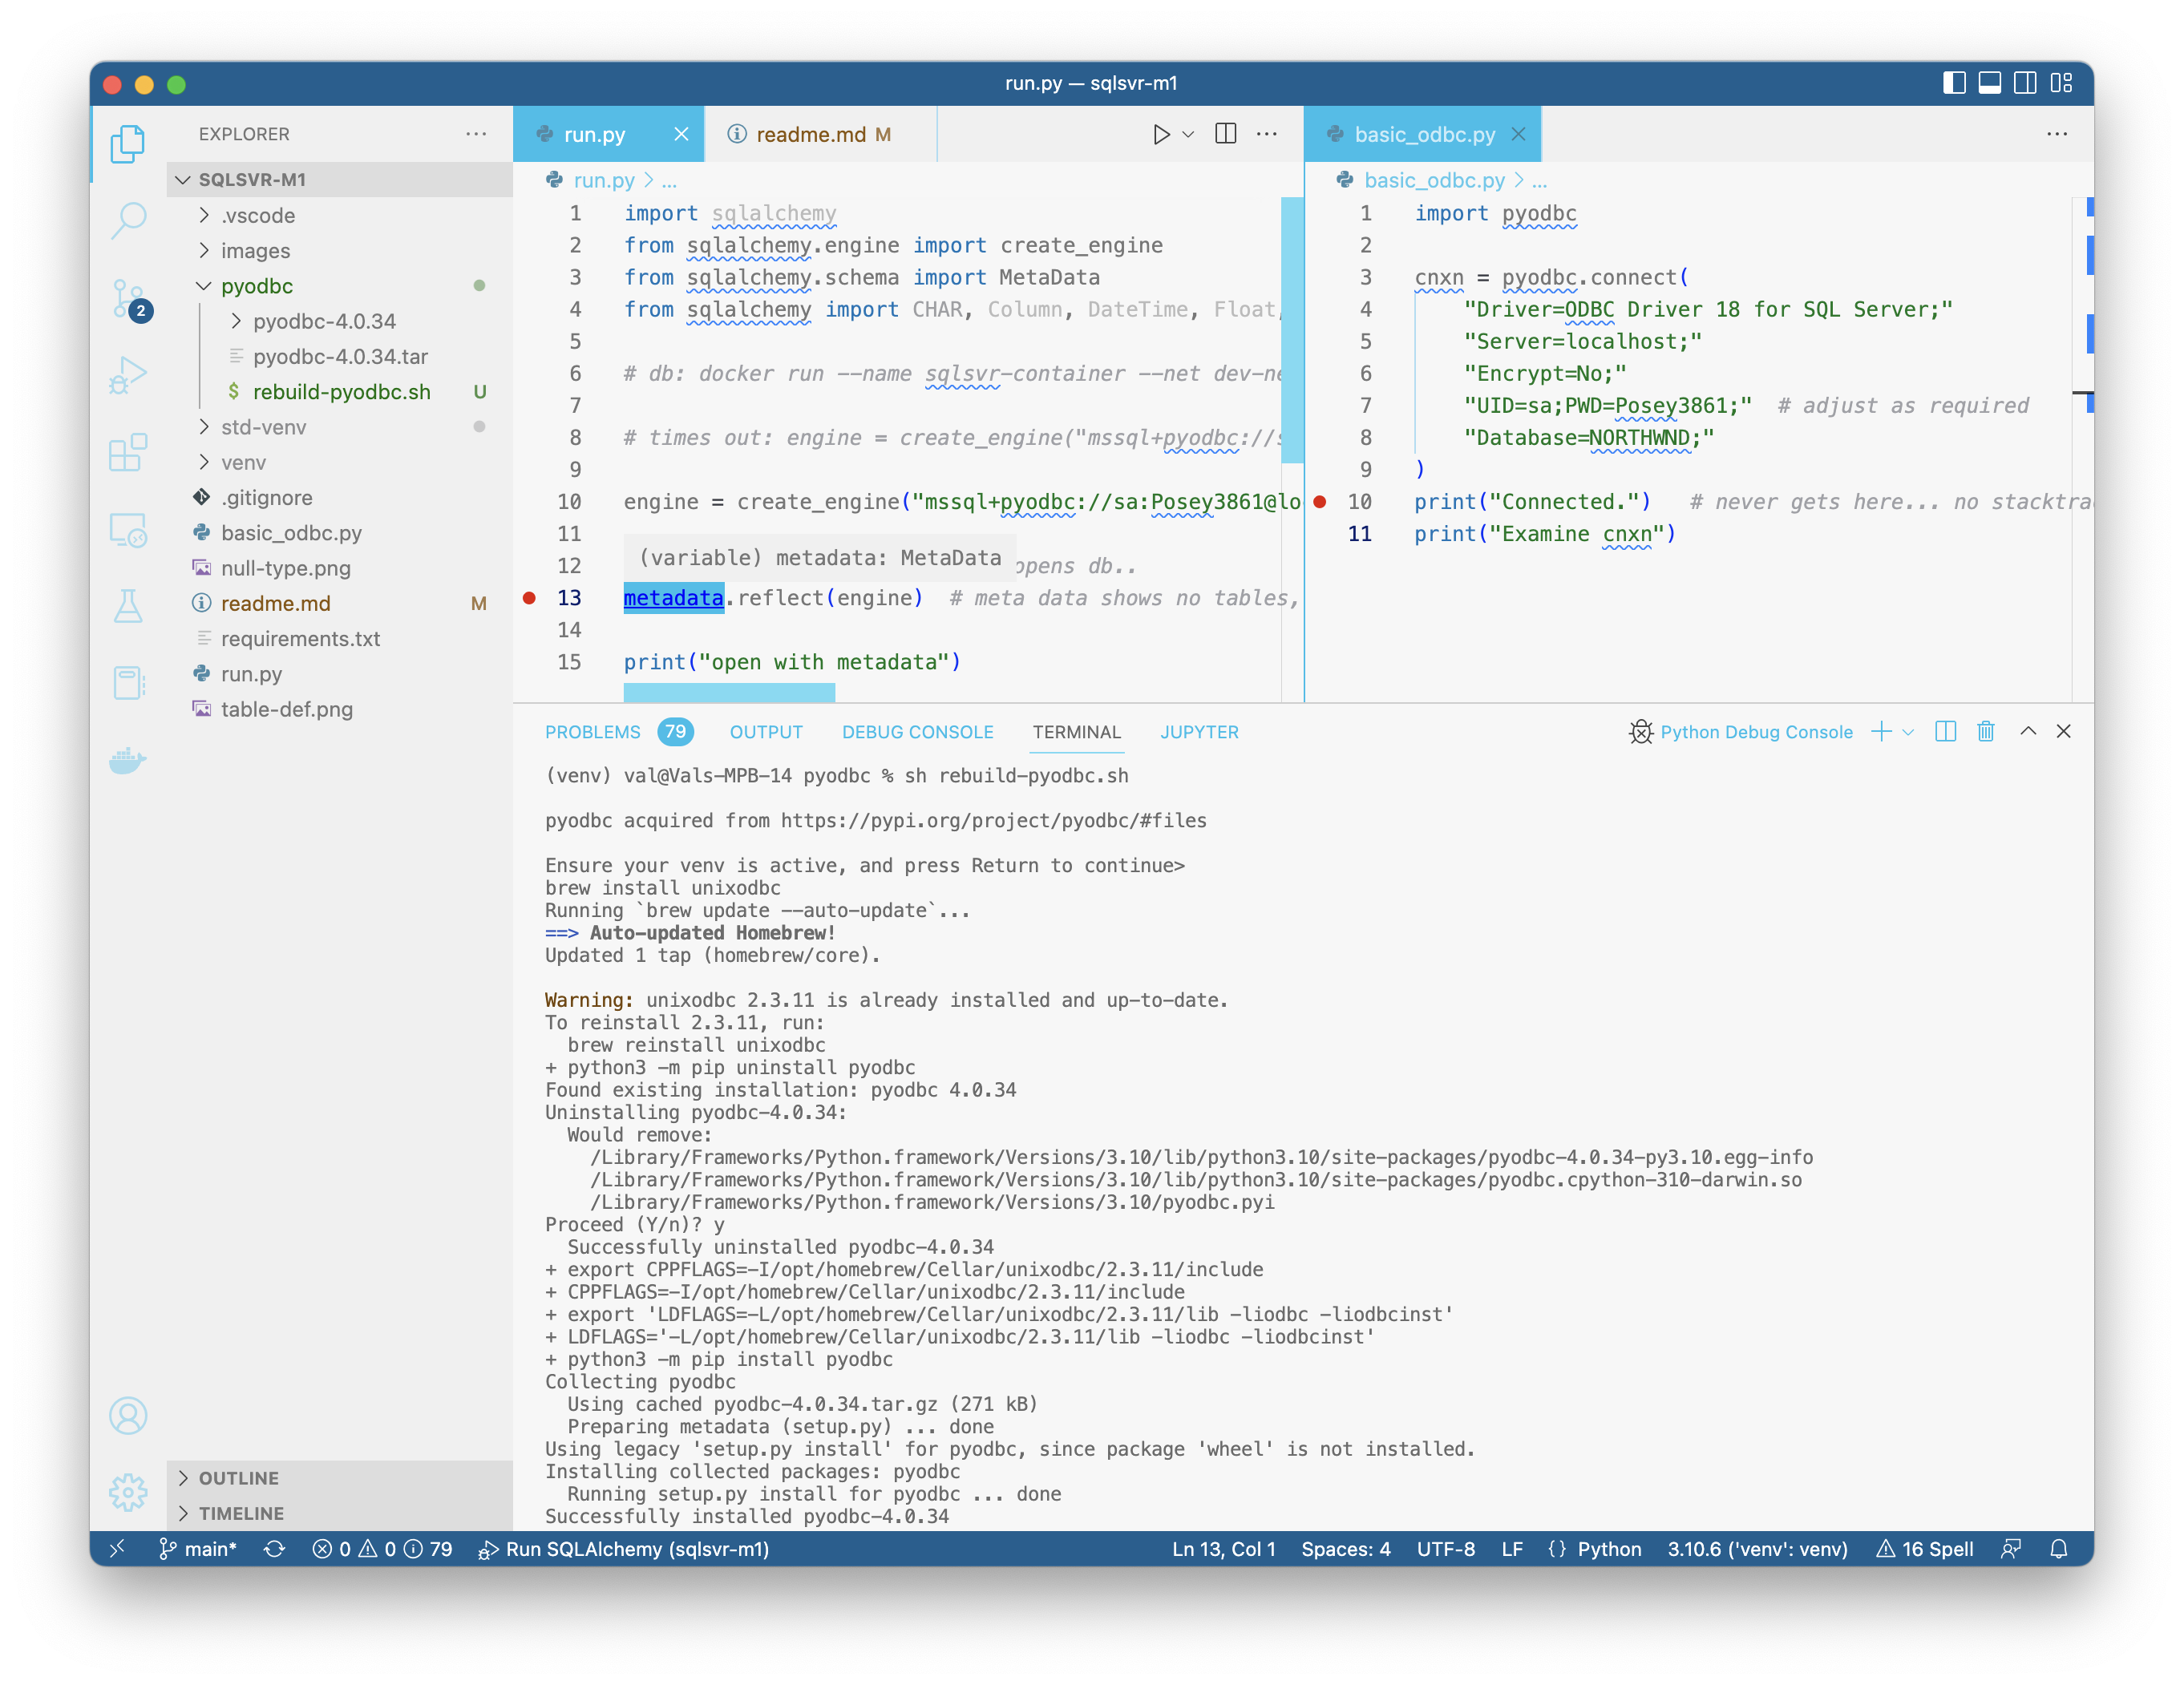 run.py — sqlsvr-m1
EXPLORER
SQLSVR-M1
.vscode
images
pyodbc
pyodbc-4.0.34
pyodbc-4.0.34.tar
rebuild-pyodbc.sh U
std-venv
venv
.gitignore
basic_odbc.py
null-type.png
readme.md M
requirements.txt
run.py
table-def.png
OUTLINE
TIMELINE
2
run.py
readme.md M
run.py > ...
1 import sqlalchemy
2 from sqlalchemy.engine import create_engine
3 from sqlalchemy.schema import MetaData
4 from sqlalchemy import CHAR, Column, DateTime, Float,
5
6 # db: docker run --name sqlsvr-container --net dev-ne
7
8 # times out: engine = create_engine("mssql+pyodbc://s
9
10 engine = create_engine("mssql+pyodbc://sa:Posey3861@lo
11
(variable) metadata: MetaData
12 opens db..
13 metadata.reflect(engine)  # meta data shows no tables,
14
15 print("open with metadata")
basic_odbc.py
basic_odbc.py > ...
1 import pyodbc
2
3 cnxn = pyodbc.connect(
4 "Driver=ODBC Driver 18 for SQL Server;"
5 "Server=localhost;"
6 "Encrypt=No;"
7 "UID=sa;PWD=Posey3861;"  # adjust as required
8 "Database=NORTHWND;"
9 )
10 print("Connected.")   # never gets here... no stacktra
11 print("Examine cnxn")
PROBLEMS 79 OUTPUT DEBUG CONSOLE TERMINAL JUPYTER
Python Debug Console
(venv) val@Vals-MPB-14 pyodbc % sh rebuild-pyodbc.sh
pyodbc acquired from https://pypi.org/project/pyodbc/#files
Ensure your venv is active, and press Return to continue>
brew install unixodbc
Running `brew update --auto-update`...
==> Auto-updated Homebrew!
Updated 1 tap (homebrew/core).
Warning: unixodbc 2.3.11 is already installed and up-to-date.
To reinstall 2.3.11, run:
brew reinstall unixodbc
+ python3 -m pip uninstall pyodbc
Found existing installation: pyodbc 4.0.34
Uninstalling pyodbc-4.0.34:
Would remove:
/Library/Frameworks/Python.framework/Versions/3.10/lib/python3.10/site-packages/pyodbc-4.0.34-py3.10.egg-info
/Library/Frameworks/Python.framework/Versions/3.10/lib/python3.10/site-packages/pyodbc.cpython-310-darwin.so
/Library/Frameworks/Python.framework/Versions/3.10/pyodbc.pyi
Proceed (Y/n)? y
Successfully uninstalled pyodbc-4.0.34
+ export CPPFLAGS=-I/opt/homebrew/Cellar/unixodbc/2.3.11/include
+ CPPFLAGS=-I/opt/homebrew/Cellar/unixodbc/2.3.11/include
+ export 'LDFLAGS=-L/opt/homebrew/Cellar/unixodbc/2.3.11/lib -liodbc -liodbcinst'
+ LDFLAGS='-L/opt/homebrew/Cellar/unixodbc/2.3.11/lib -liodbc -liodbcinst'
+ python3 -m pip install pyodbc
Collecting pyodbc
Using cached pyodbc-4.0.34.tar.gz (271 kB)
Preparing metadata (setup.py) ... done
Using legacy 'setup.py install' for pyodbc, since package 'wheel' is not installed.
Installing collected packages: pyodbc
Running setup.py install for pyodbc ... done
Successfully installed pyodbc-4.0.34
main* 0 0 79 Run SQLAlchemy (sqlsvr-m1) Ln 13, Col 1 Spaces: 4 UTF-8 LF {} Python 3.10.6 ('venv': venv) 16 Spell